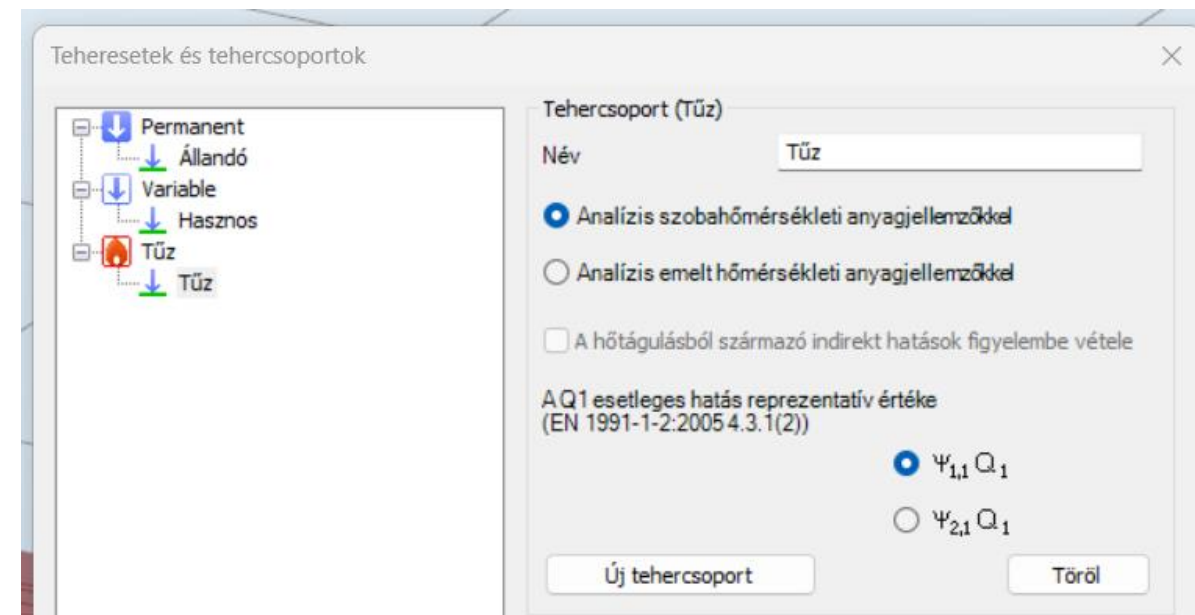 Teheresetek és tehercsoportok
Permanent
Állandó
Variable
Hasznos
Tűz
Tűz
Tehercsoport (Tűz)
Név Tűz
Analízis szobahőmérsékleti anyagjellemzőkkel
Analízis emelt hőmérsékleti anyagjellemzőkkel
A hőtágulásból származó indirekt hatások figyelembe vétele
A Q1 esetleges hatás reprezentatív értéke
(EN 1991-1-2:2005 4.3.1(2))
Ψ1,1 Q1
Ψ2,1 Q1
Új tehercsoport Töröl